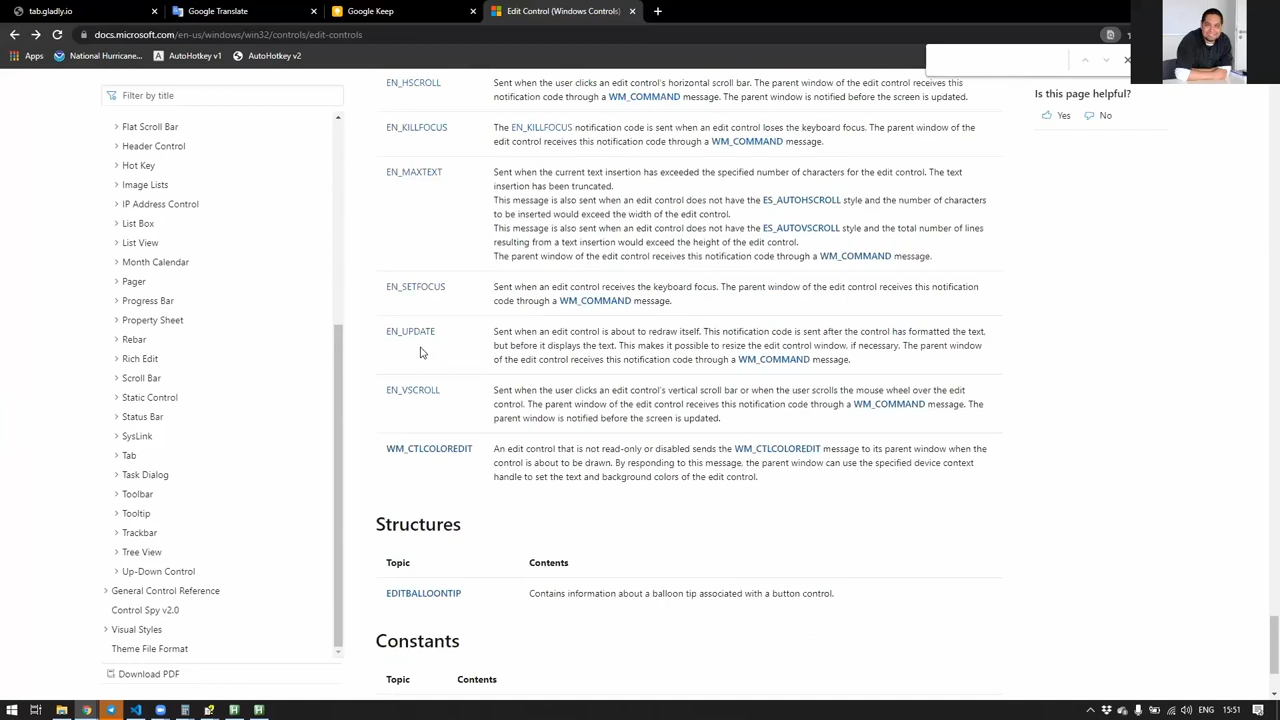 tab.gladly.io
Google Translate
Google Keep
Edit Control (Windows Controls)
docs.microsoft.com/en-us/windows/win32/controls/edit-controls
Apps
National Hurricane...
AutoHotkey v1
AutoHotkey v2
Filter by title
Flat Scroll Bar
Header Control
Hot Key
Image Lists
IP Address Control
List Box
List View
Month Calendar
Pager
Progress Bar
Property Sheet
Rebar
Rich Edit
Scroll Bar
Static Control
Status Bar
SysLink
Tab
Task Dialog
Toolbar
Tooltip
Trackbar
Tree View
Up-Down Control
General Control Reference
Control Spy v2.0
Visual Styles
Theme File Format
Download PDF
EN_HSCROLL
Sent when the user clicks an edit control's horizontal scroll bar. The parent window of the edit control receives this
notification code through a WM_COMMAND message. The parent window is notified before the screen is updated.
EN_KILLFOCUS
The EN_KILLFOCUS notification code is sent when an edit control loses the keyboard focus. The parent window of the
edit control receives this notification code through a WM_COMMAND message.
EN_MAXTEXT
Sent when the current text insertion has exceeded the specified number of characters for the edit control. The text
insertion has been truncated.
This message is also sent when an edit control does not have the ES_AUTOHSCROLL style and the number of characters
to be inserted would exceed the width of the edit control.
This message is also sent when an edit control does not have the ES_AUTOVSCROLL style and the total number of lines
resulting from a text insertion would exceed the height of the edit control.
The parent window of the edit control receives this notification code through a WM_COMMAND message.
EN_SETFOCUS
Sent when an edit control receives the keyboard focus. The parent window of the edit control receives this notification
code through a WM_COMMAND message.
EN_UPDATE
Sent when an edit control is about to redraw itself. This notification code is sent after the control has formatted the text,
but before it displays the text. This makes it possible to resize the edit control window, if necessary. The parent window
of the edit control receives this notification code through a WM_COMMAND message.
EN_VSCROLL
Sent when the user clicks an edit control's vertical scroll bar or when the user scrolls the mouse wheel over the edit
control. The parent window of the edit control receives this notification code through a WM_COMMAND message. The
parent window is notified before the screen is updated.
WM_CTLCOLOREDIT
An edit control that is not read-only or disabled sends the WM_CTLCOLOREDIT message to its parent window when the
control is about to be drawn. By responding to this message, the parent window can use the specified device context
handle to set the text and background colors of the edit control.
Structures
Topic
Contents
EDITBALLOONTIP
Contains information about a balloon tip associated with a button control.
Constants
Topic
Contents
Is this page helpful?
Yes
No
ENG
15:51